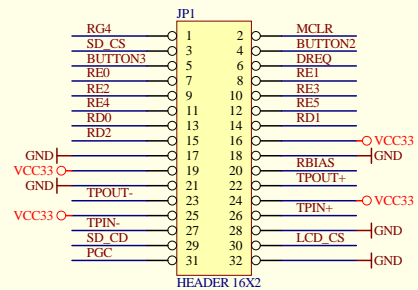 JP1
RG4 1 2 MCLR
SD_CS 3 4 BUTTON2
BUTTON3 5 6 DREQ
RE0 7 8 RE1
RE2 9 10 RE3
RE4 11 12 RE5
RD0 13 14 RD1
RD2 15 16 VCC33
GND 17 18 GND
VCC33 19 20 RBIAS
GND 21 22 TPOUT+
TPOUT- 23 24 VCC33
VCC33 25 26 TPIN+
TPIN- 27 28 GND
SD_CD 29 30 LCD_CS
PGC 31 32 GND
HEADER 16X2